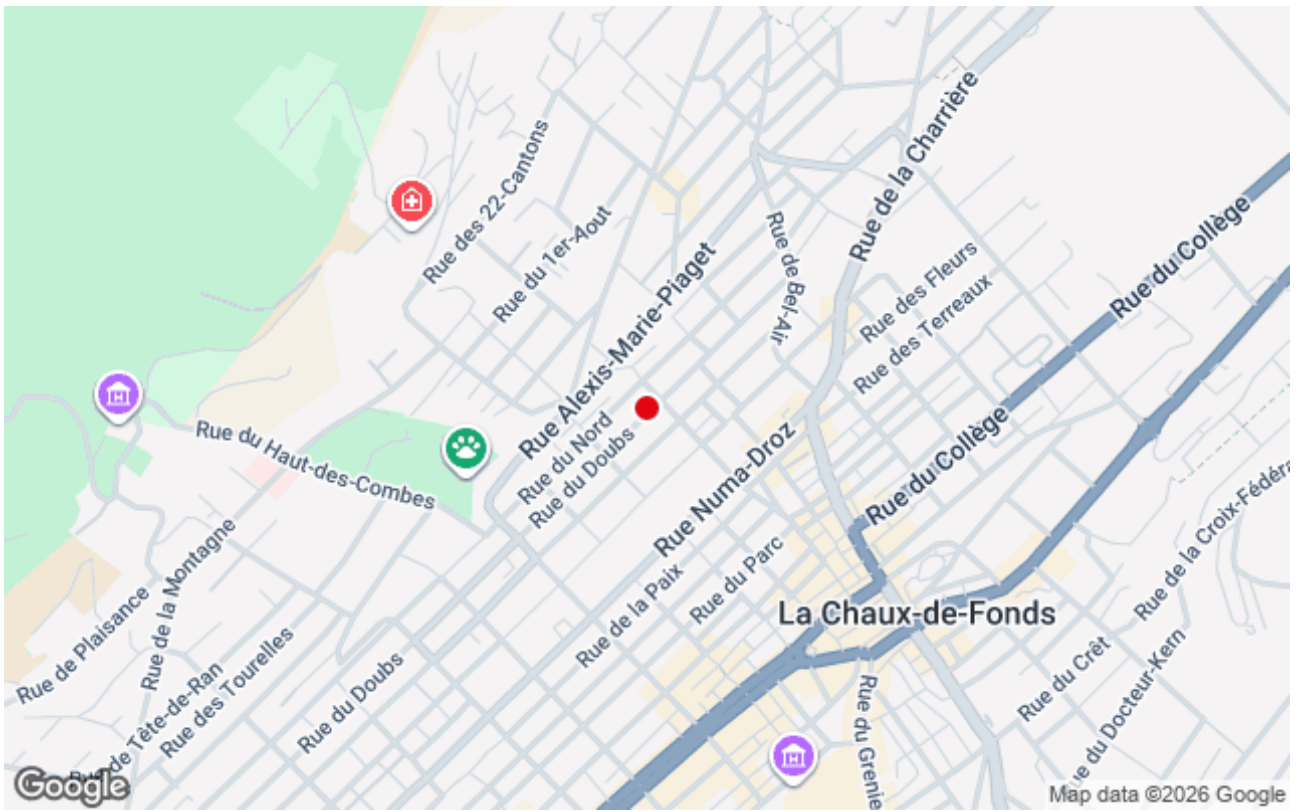 Rue de la Charrière
Rue des 22-Cantons
Rue du 1er-Aout
Rue de Bel-Air
Rue du Collège
Rue des Fleurs
Rue Alexis-Marie-Piaget
Rue des Terreaux
Rue du Haut-des-Combes
Rue du Nord
Rue du Doubs
Rue Numa-Droz
Rue du Collège
Rue de la Croix-Fédéra
Rue du Parc
Rue de la Paix
Rue de Plaisance
Rue de la Montagne
La Chaux-de-Fonds
Rue de Tête-de-Ran
Rue des Tourelles
Rue du Doubs
Rue du Crêt
Rue du Docteur-Kern
Rue du Grenie
Google
Map data ©2026 Google